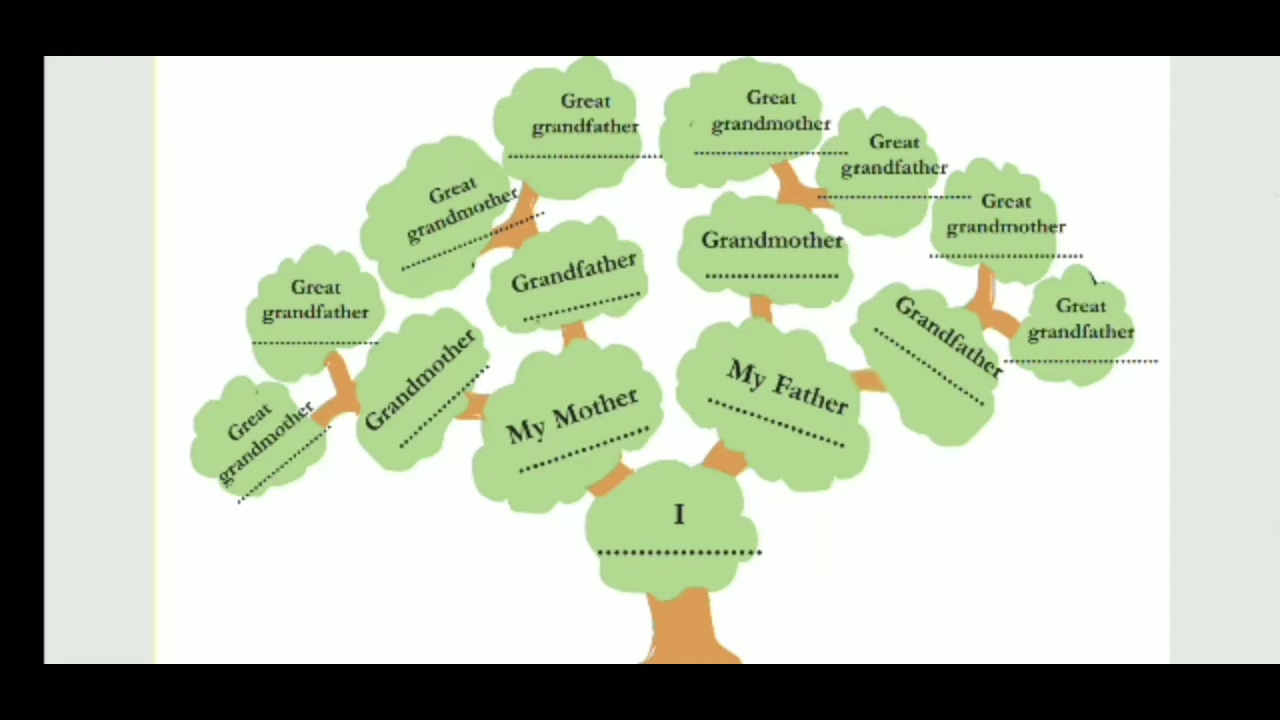 Great
grandfather
Great
grandmother
Great
grandfather
Great
grandmother
Great
grandmother
Grandfather
Grandmother
Great
grandfather
Grandmother
Grandfather
Great
grandfather
Great
grandmother
My Mother
My Father
I